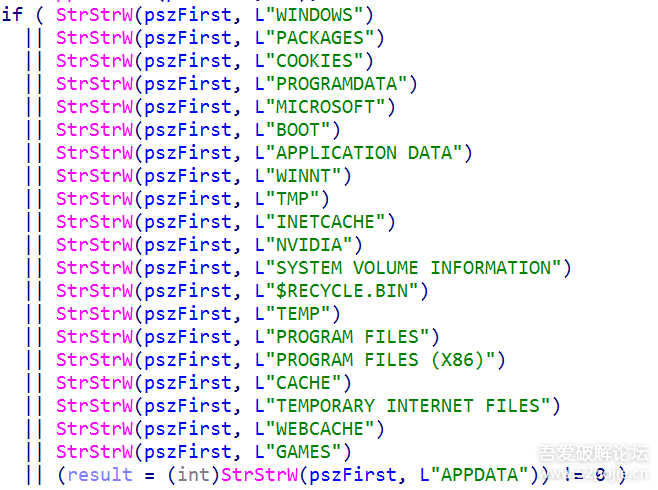 if ( StrStrW(pszFirst, L"WINDOWS")
|| StrStrW(pszFirst, L"PACKAGES")
|| StrStrW(pszFirst, L"COOKIES")
|| StrStrW(pszFirst, L"PROGRAMDATA")
|| StrStrW(pszFirst, L"MICROSOFT")
|| StrStrW(pszFirst, L"BOOT")
|| StrStrW(pszFirst, L"APPLICATION DATA")
|| StrStrW(pszFirst, L"WINNT")
|| StrStrW(pszFirst, L"TMP")
|| StrStrW(pszFirst, L"INETCACHE")
|| StrStrW(pszFirst, L"NVIDIA")
|| StrStrW(pszFirst, L"SYSTEM VOLUME INFORMATION")
|| StrStrW(pszFirst, L"$RECYCLE.BIN")
|| StrStrW(pszFirst, L"TEMP")
|| StrStrW(pszFirst, L"PROGRAM FILES")
|| StrStrW(pszFirst, L"PROGRAM FILES (X86)")
|| StrStrW(pszFirst, L"CACHE")
|| StrStrW(pszFirst, L"TEMPORARY INTERNET FILES")
|| StrStrW(pszFirst, L"WEBCACHE")
|| StrStrW(pszFirst, L"GAMES")
|| (result = (int)StrStrW(pszFirst, L"APPDATA")) != 0 )
吾爱破解论坛
www.52pojie.cn